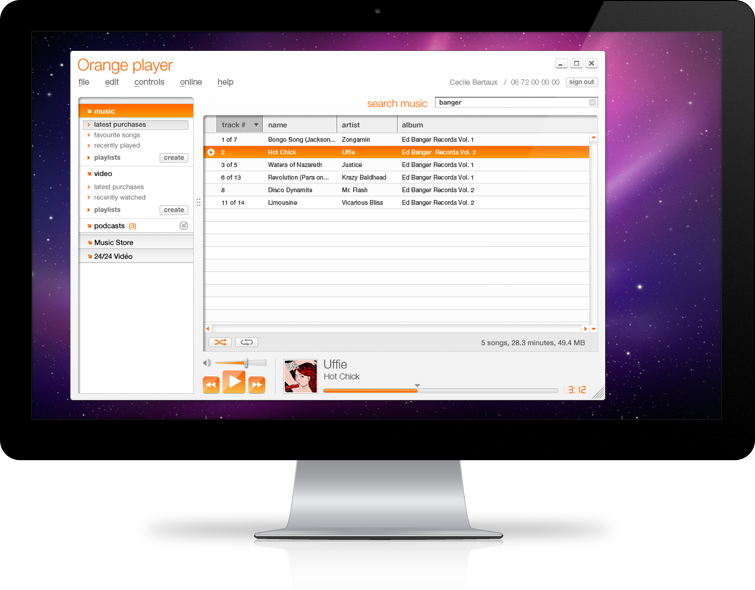 Orange player
file edit controls online help
Cecile Bertaux / 06 72 00 00 00 sign out
search music banger
music
latest purchases
favourite songs
recently played
playlists create
video
latest purchases
recently watched
playlists create
podcasts (3)
Music Store
24/24 Vidéo
track # name artist album
1 of 7 Bongo Song (Jackson... Zongamin Ed Banger Records Vol. 1
2 Hot Chick Uffie Ed Banger Records Vol. 2
3 of 5 Waters of Nazareth Justice Ed Banger Records Vol. 1
6 of 13 Revolution (Para on... Krazy Baldhead Ed Banger Records Vol. 1
8 Disco Dynamite Mr. Flash Ed Banger Records Vol. 2
11 of 14 Limousine Vicarious Bliss Ed Banger Records Vol. 2
5 songs, 28.3 minutes, 49.4 MB
Uffie
Hot Chick
3:12